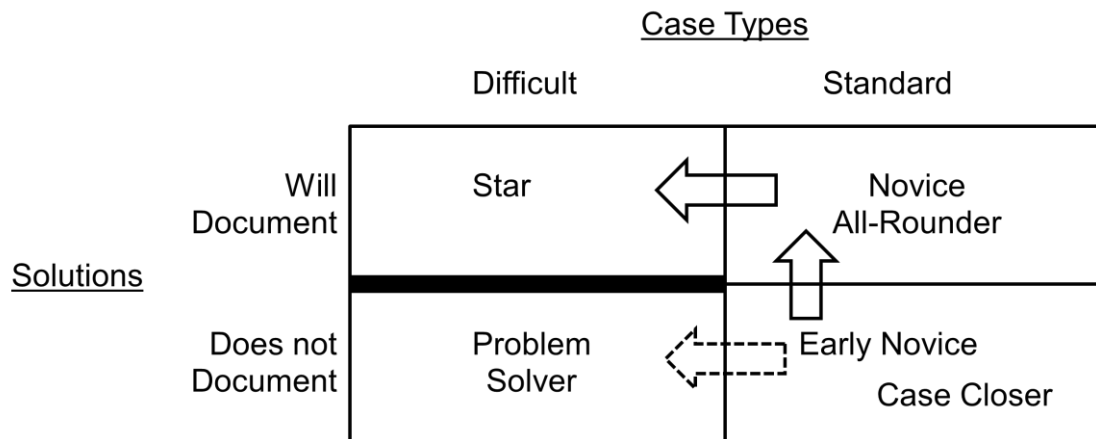 Case Types
Difficult
Standard
Will
Document
Star
Novice
All-Rounder
Solutions
Does not
Document
Problem
Solver
Early Novice
Case Closer